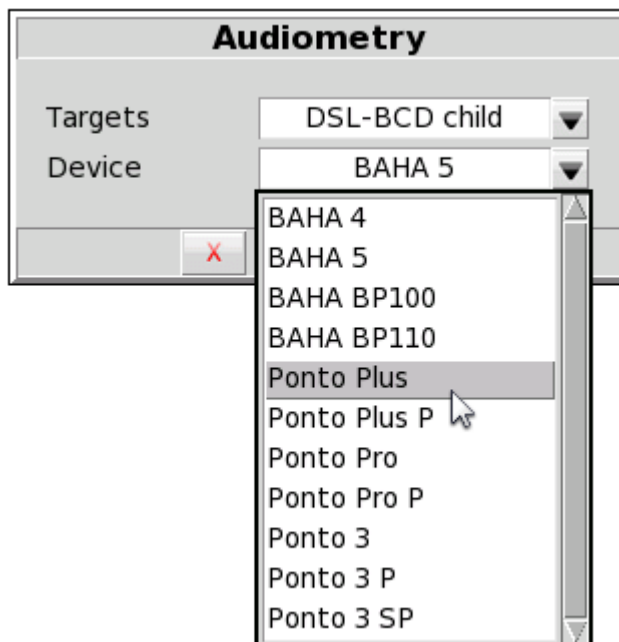 Audiometry
Targets DSL-BCD child
Device BAHA 5
X
BAHA 4
BAHA 5
BAHA BP100
BAHA BP110
Ponto Plus
Ponto Plus P
Ponto Pro
Ponto Pro P
Ponto 3
Ponto 3 P
Ponto 3 SP